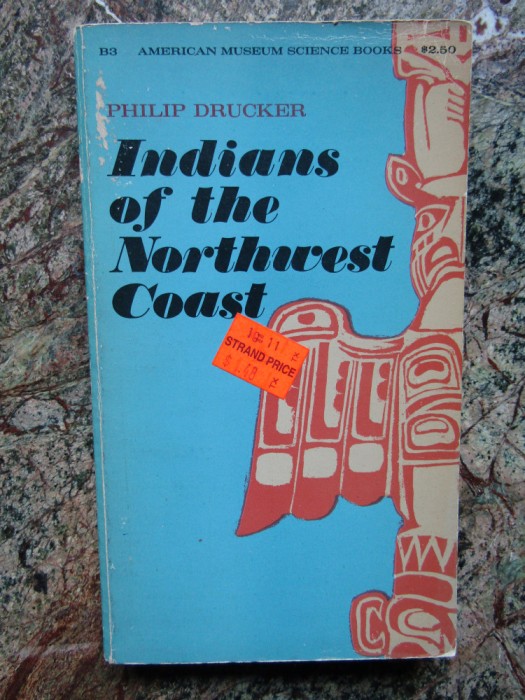 B3 AMERICAN MUSEUM SCIENCE BOOKS $2.50
PHILIP DRUCKER
Indians
of the
Northwest
Coast
STRAND PRICE